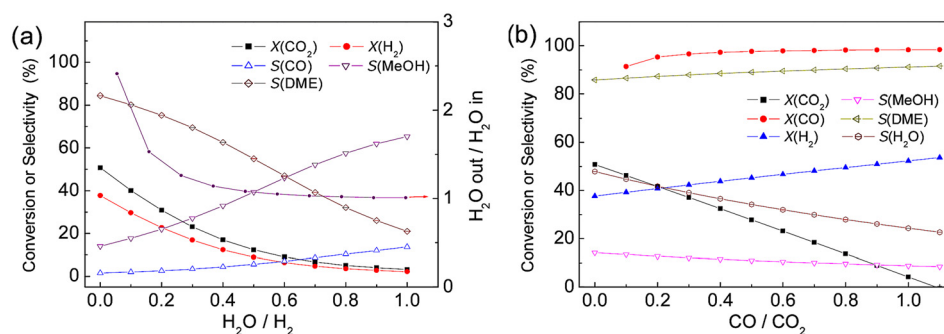 (a)
X(CO₂) X(H₂)
S(CO) S(MeOH)
S(DME)
Conversion or Selectivity (%)
100
80
60
40
20
0
0.0 0.2 0.4 0.6 0.8 1.0
H₂O / H₂
3
2
1
0
H₂O out / H₂O in
(b)
X(CO₂) S(MeOH)
X(CO) S(DME)
X(H₂) S(H₂O)
Conversion or Selectivity (%)
100
80
60
40
20
0
0.0 0.2 0.4 0.6 0.8 1.0
CO / CO₂